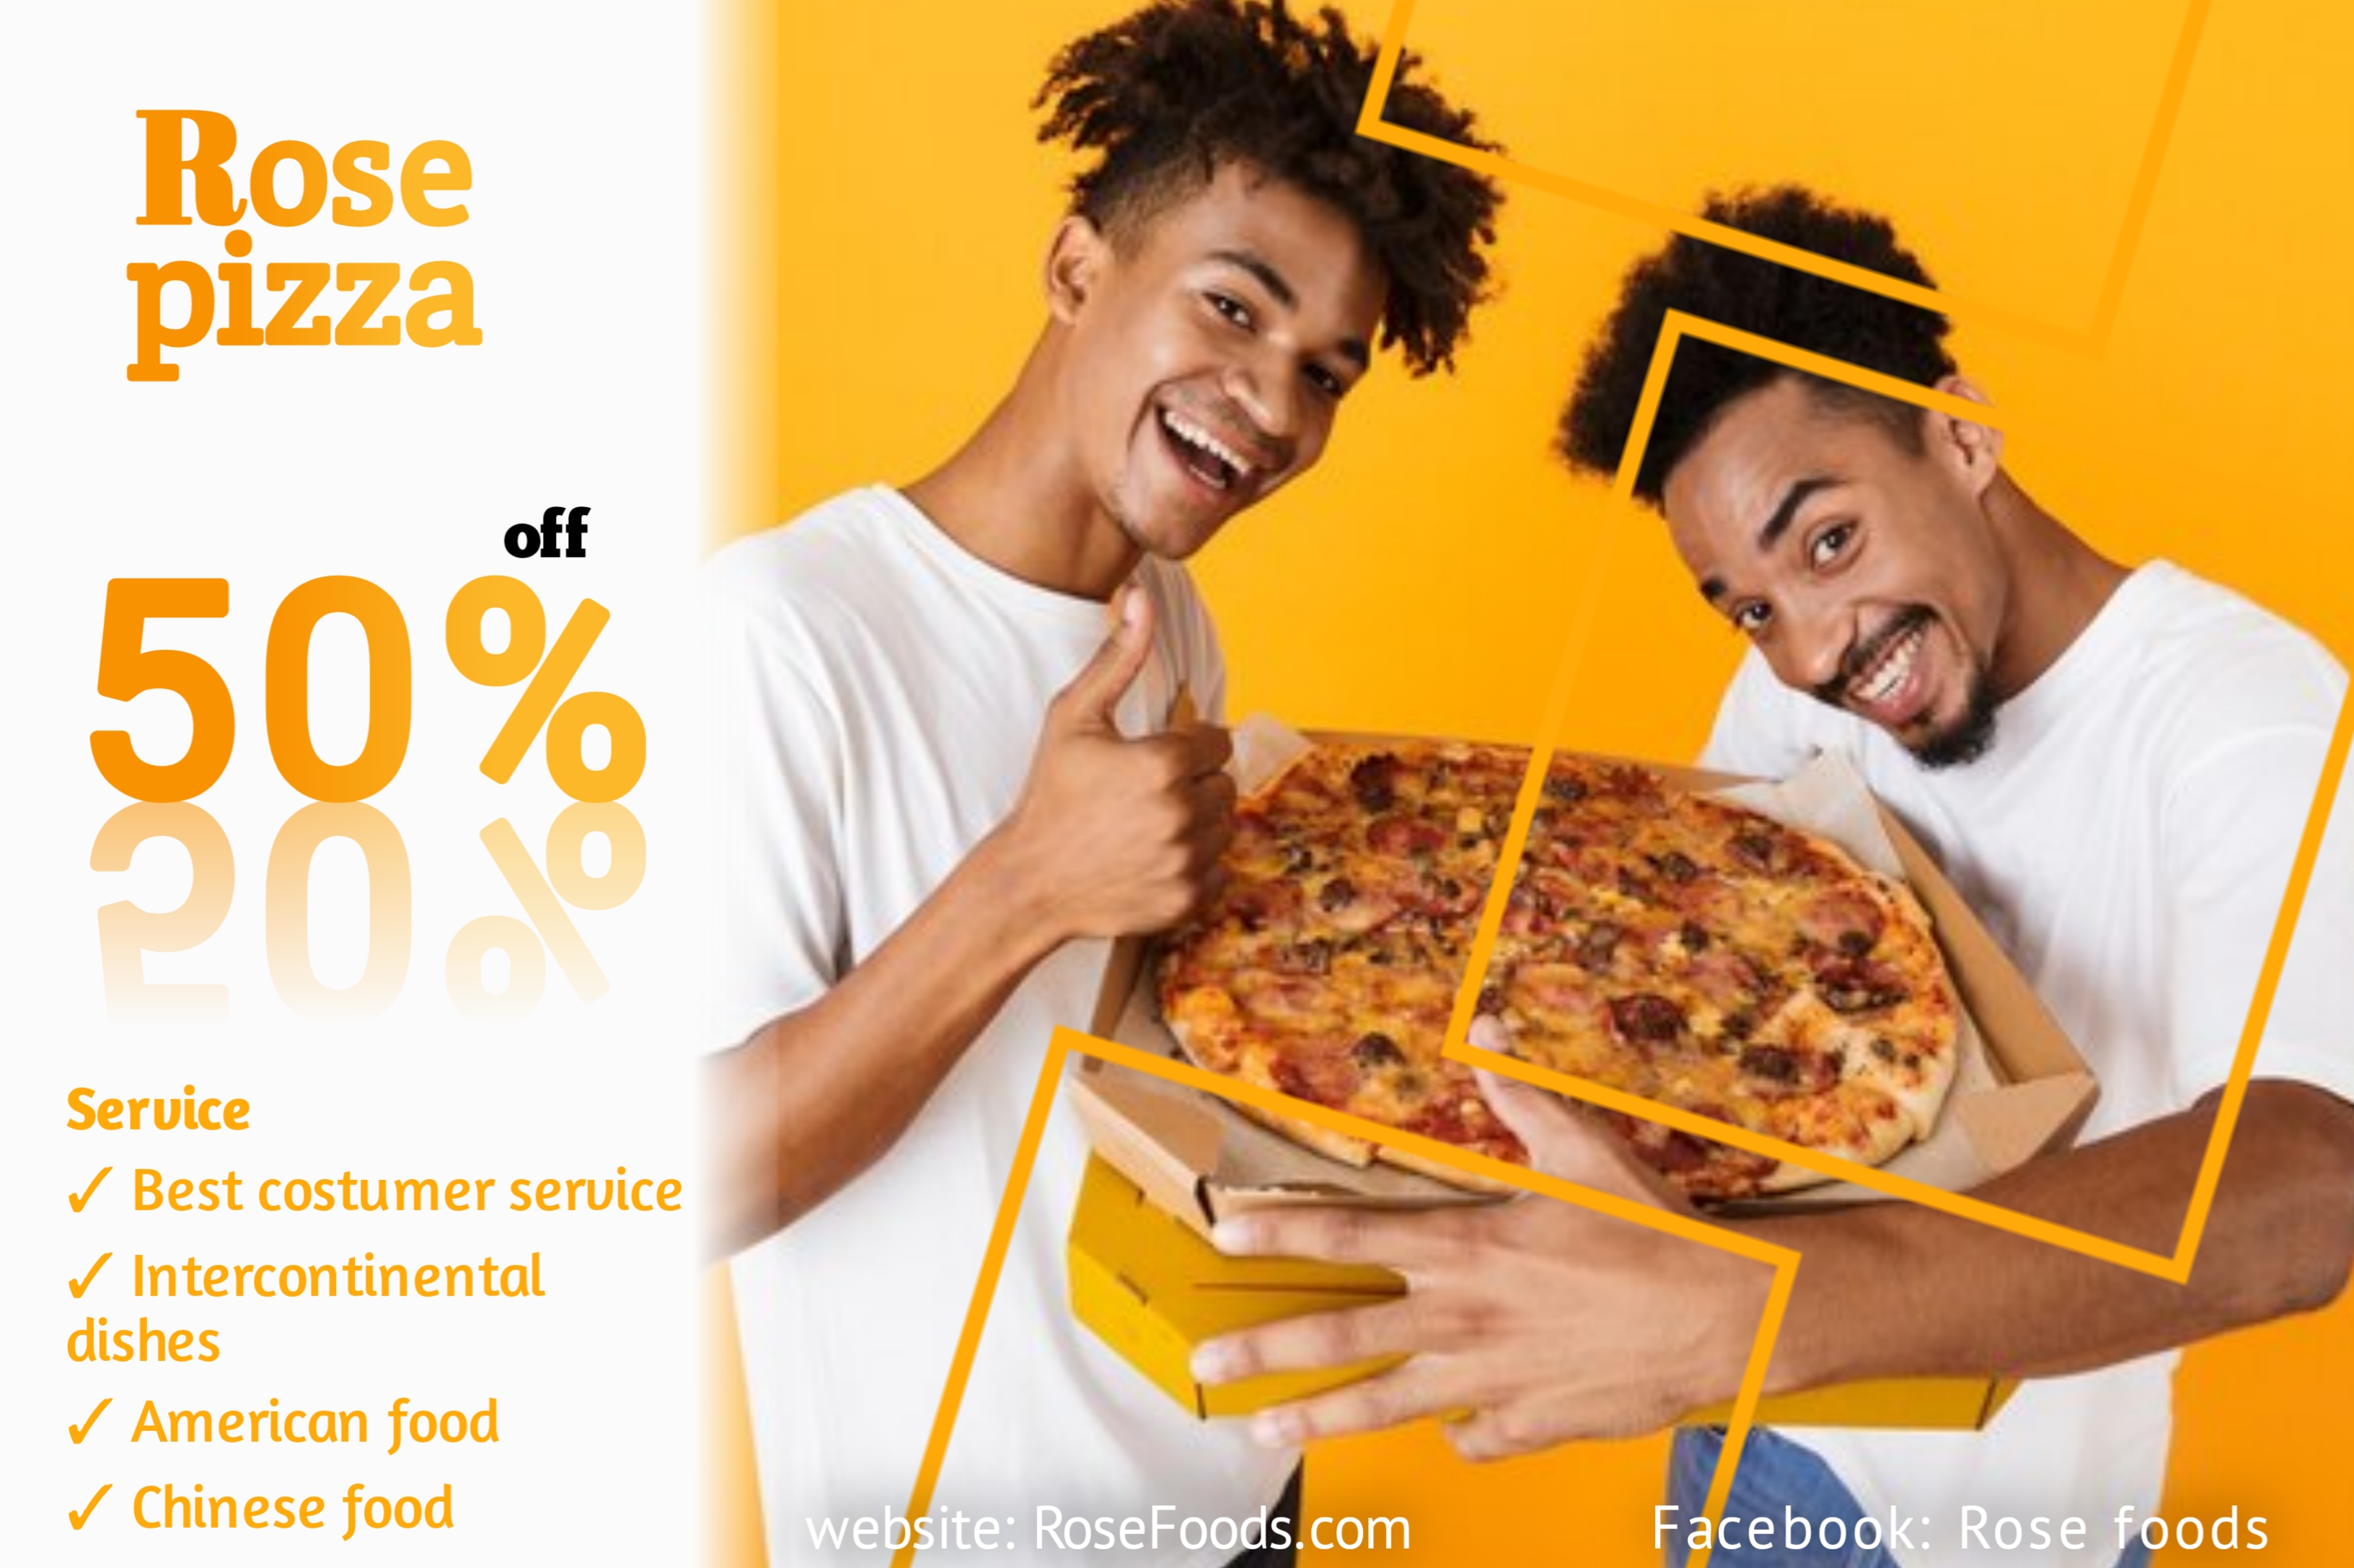 Rose
pizza
off
50%
Service
✓ Best costumer service
✓ Intercontinental
dishes
✓ American food
✓ Chinese food
website: RoseFoods.com
Facebook: Rose foods